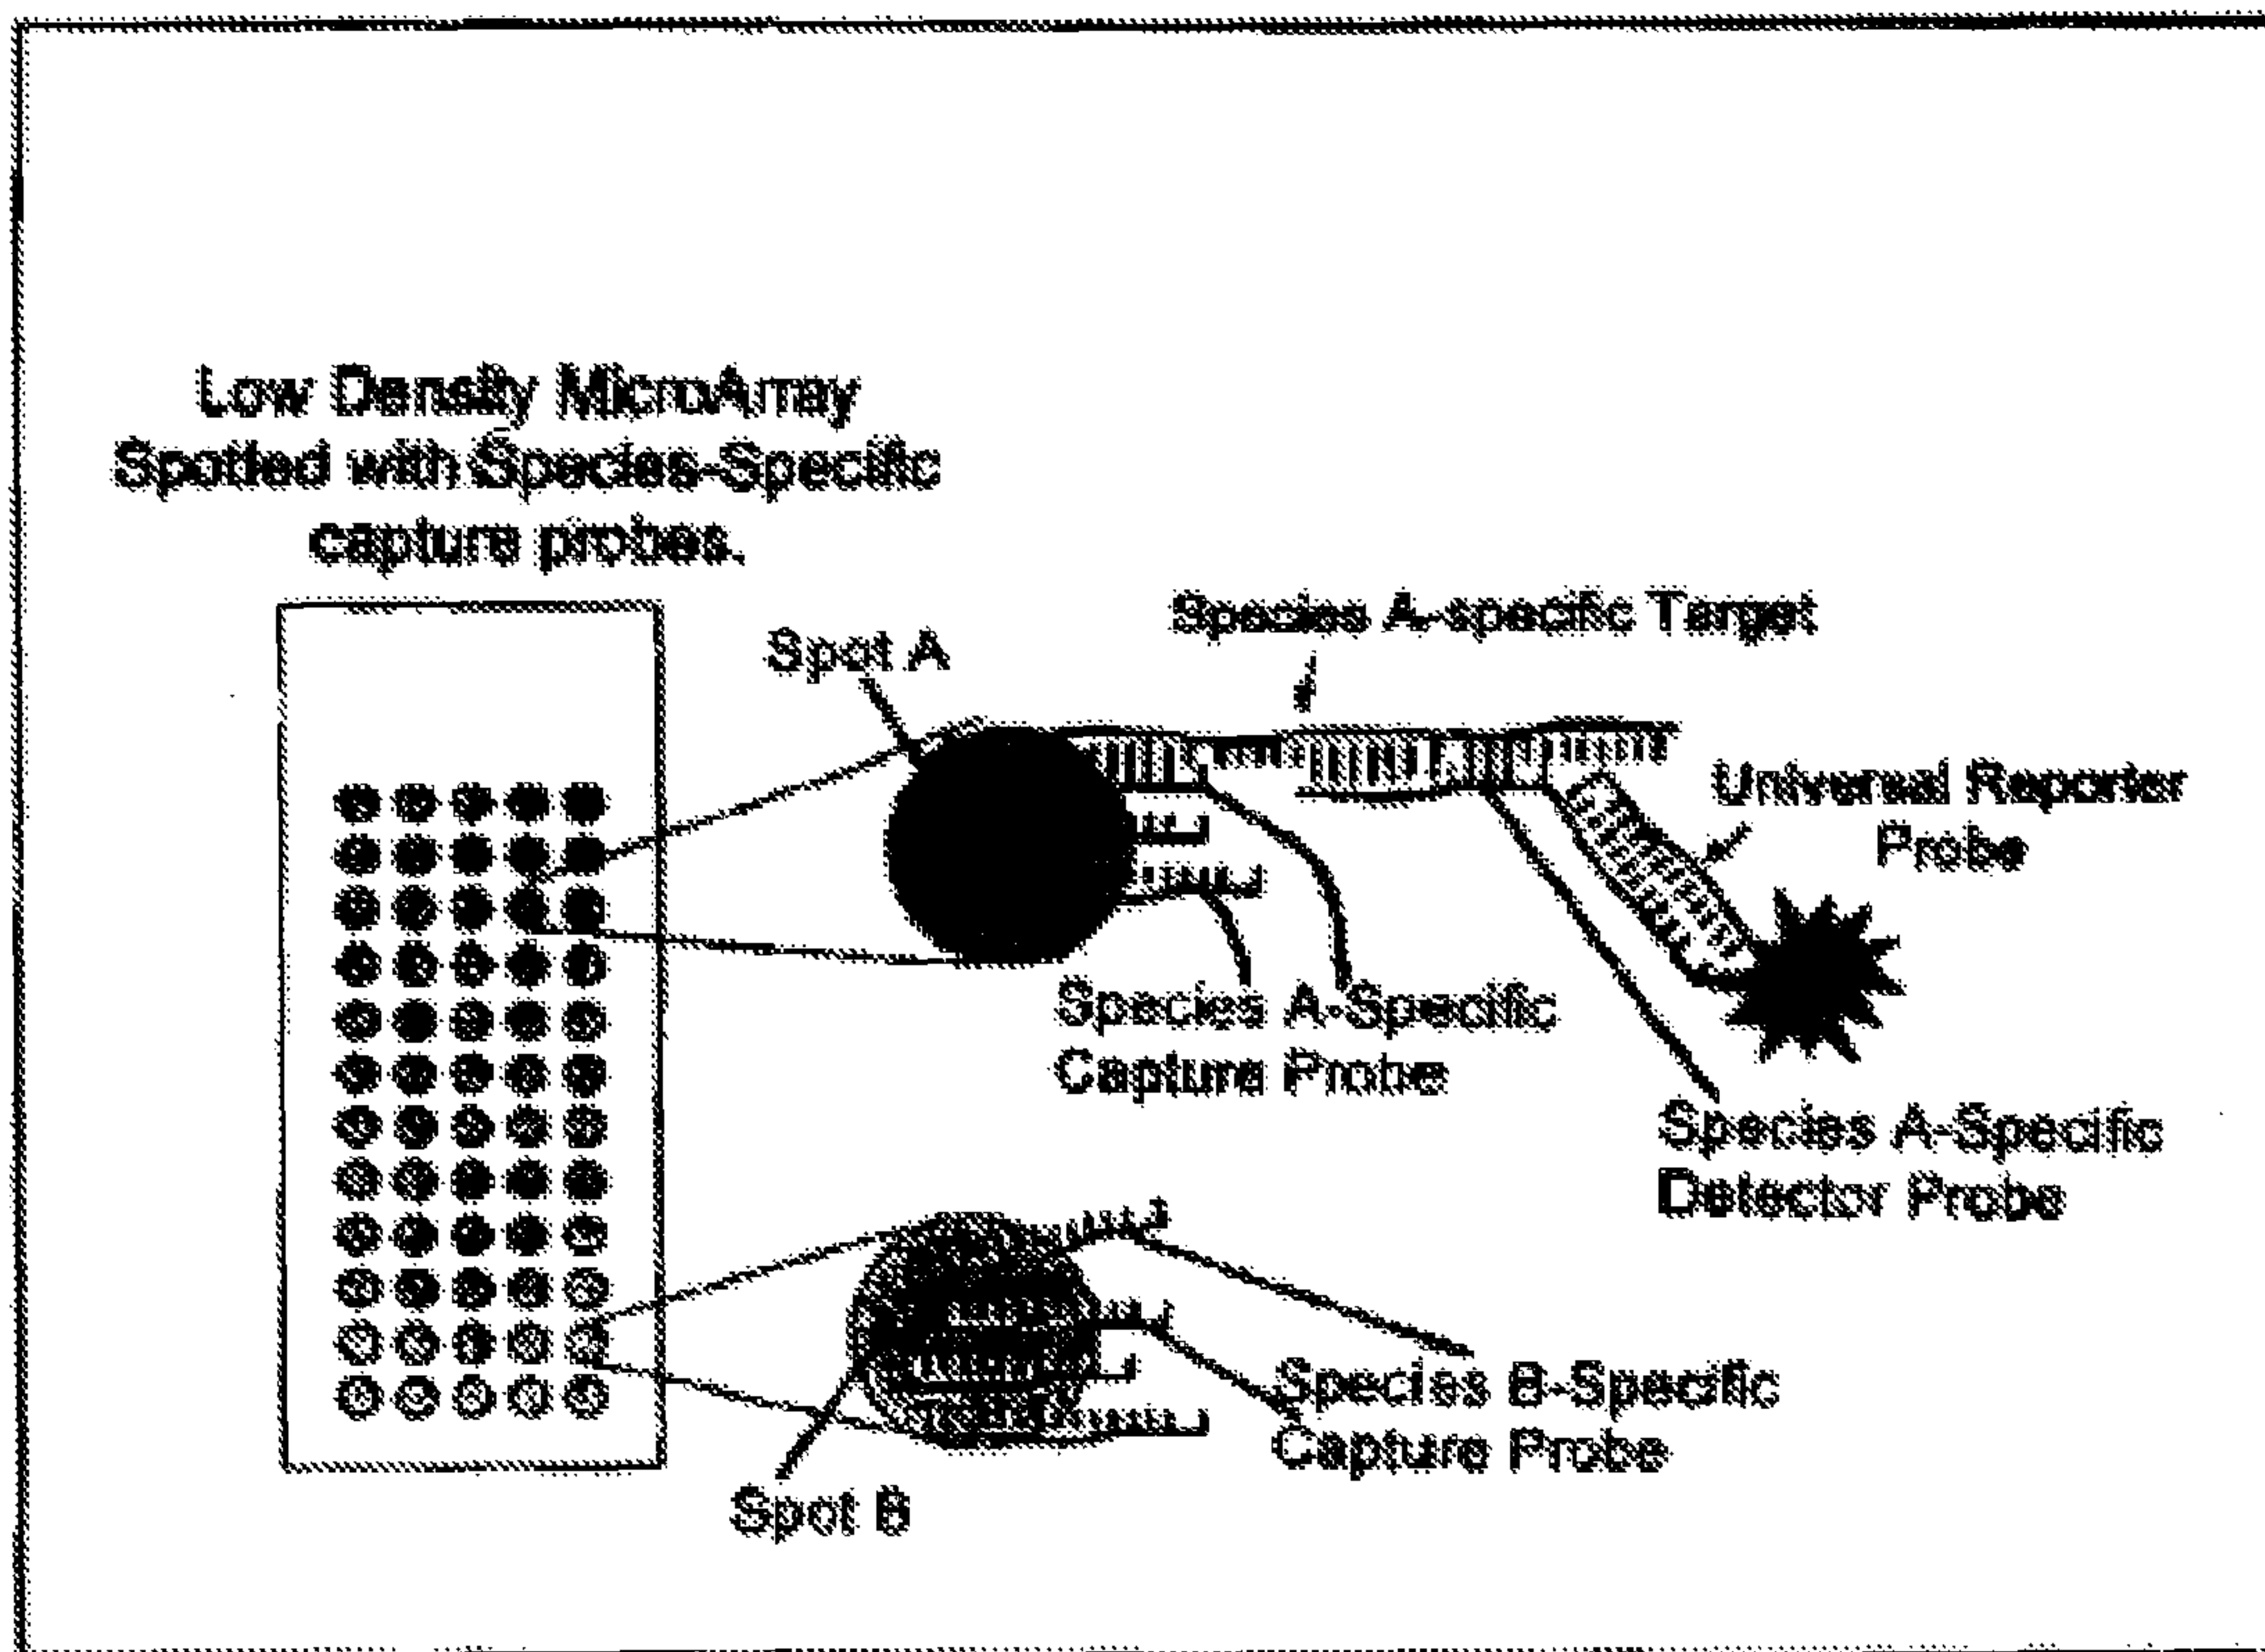 Low Density MicroArray
Spotted with Species-Specific
capture probes.
Spot A
Species A-specific Target
Universal Reporter
Probe
Species A-Specific
Capture Probe
Species A-Specific
Detector Probe
Species B-Specific
Capture Probe
Spot B